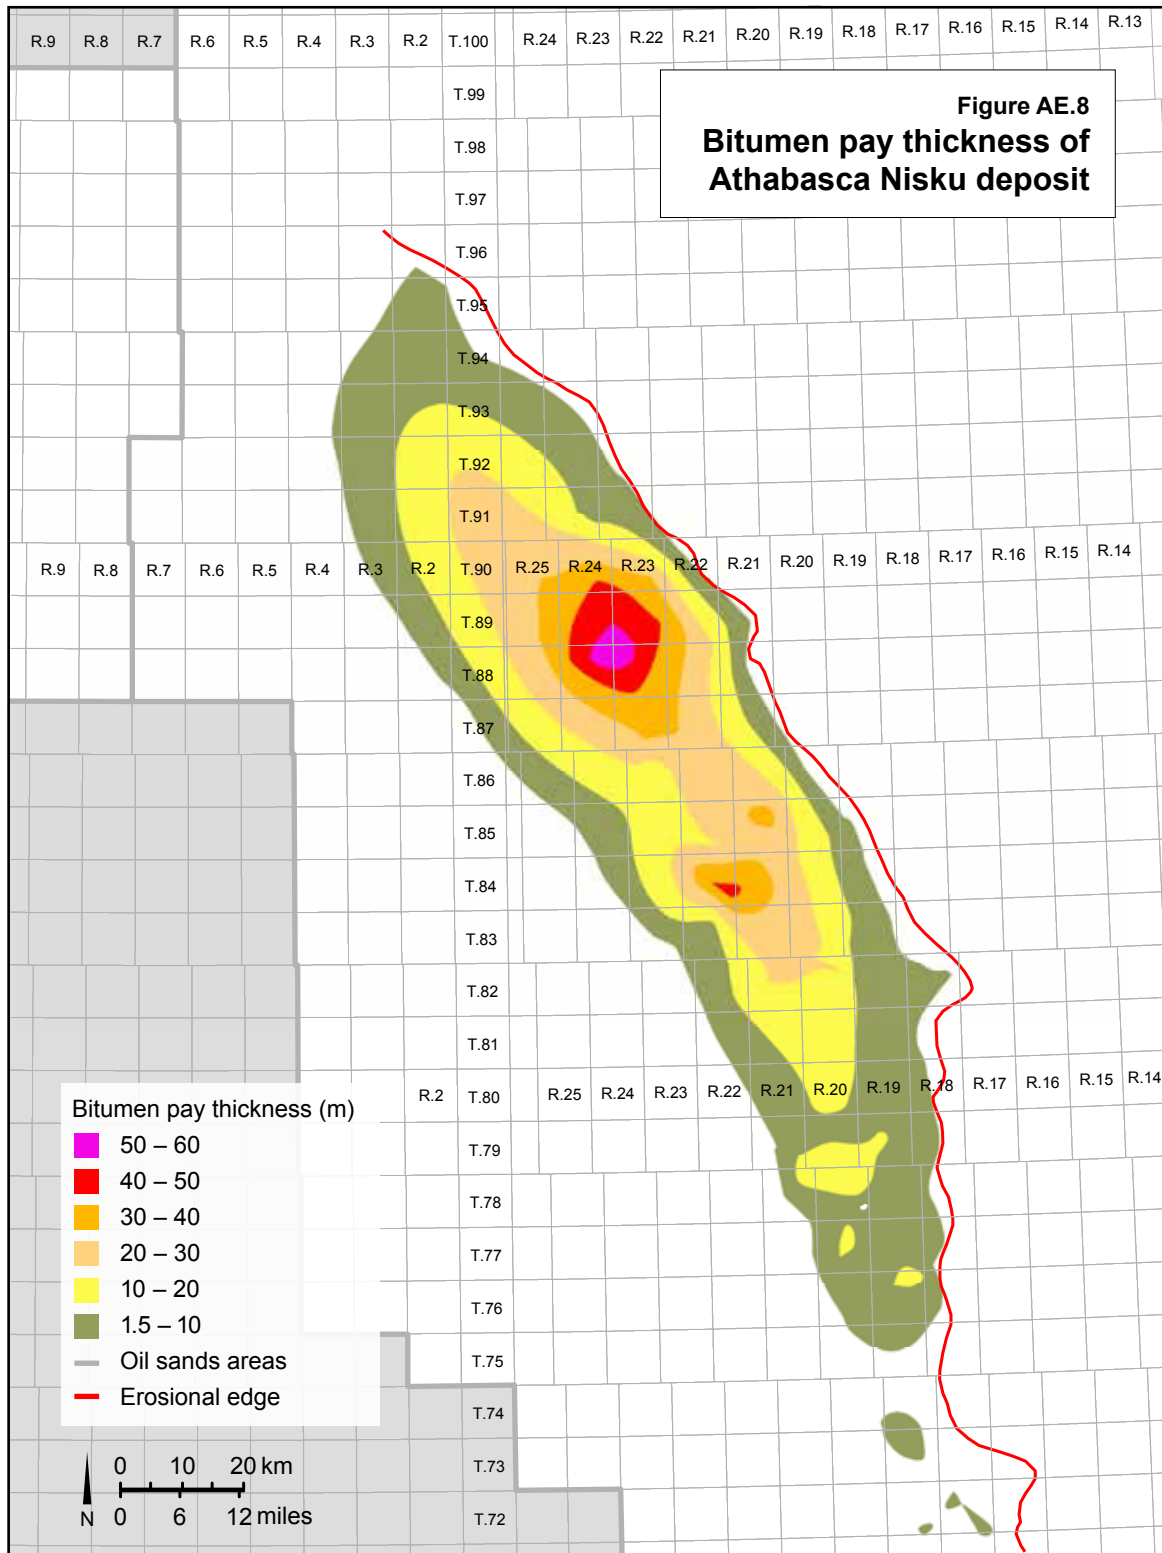 R.9 R.8 R.7 R.6 R.5 R.4 R.3 R.2 T.100 R.24 R.23 R.22 R.21 R.20 R.19 R.18 R.17 R.16 R.15 R.14 R.13
Figure AE.8
Bitumen pay thickness of
Athabasca Nisku deposit
T.99
T.98
T.97
T.96
T.95
T.94
T.93
T.92
T.91
R.9 R.8 R.7 R.6 R.5 R.4 R.3 R.2 T.90 R.25 R.24 R.23 R.22 R.21 R.20 R.19 R.18 R.17 R.16 R.15 R.14
T.89
T.88
T.87
T.86
T.85
T.84
T.83
T.82
T.81
R.2 T.80 R.25 R.24 R.23 R.22 R.21 R.20 R.19 R.18 R.17 R.16 R.15 R.14
T.79
T.78
T.77
T.76
T.75
T.74
T.73
T.72
Bitumen pay thickness (m)
50 – 60
40 – 50
30 – 40
20 – 30
10 – 20
1.5 – 10
Oil sands areas
Erosional edge
0 10 20 km
N 0 6 12 miles